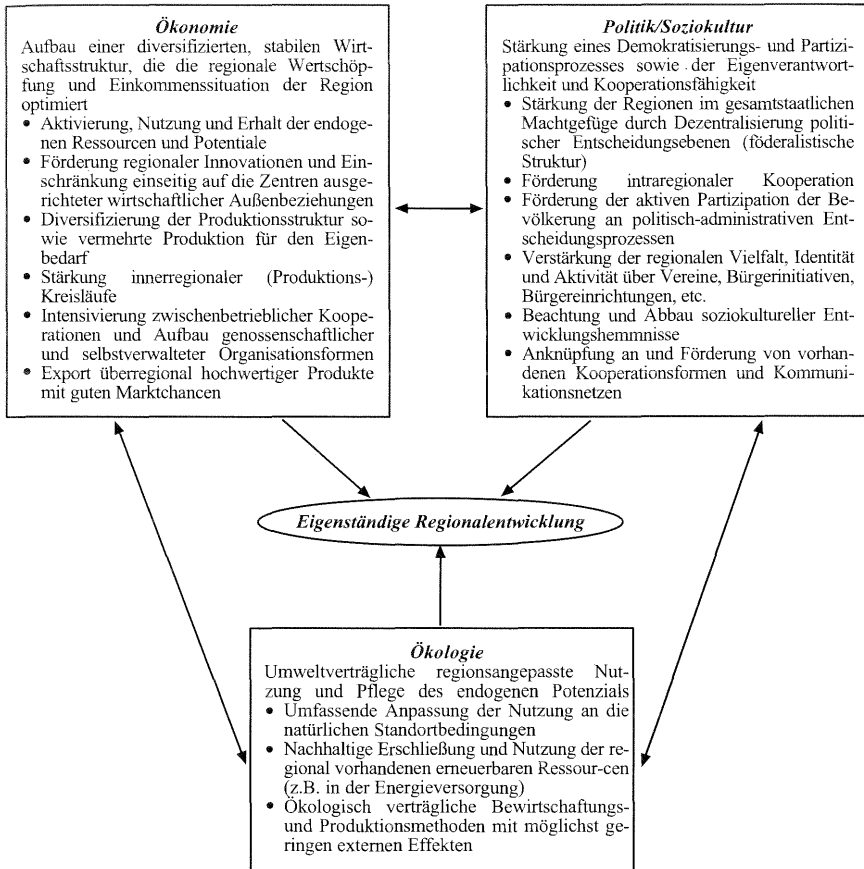 Ökonomie
Aufbau einer diversifizierten, stabilen Wirt-
schaftsstruktur, die die regionale Wertschöp-
fung und Einkommenssituation der Region
optimiert
• Aktivierung, Nutzung und Erhalt der endoge-
nen Ressourcen und Potentiale
• Förderung regionaler Innovationen und Ein-
schränkung einseitig auf die Zentren ausge-
richteter wirtschaftlicher Außenbeziehungen
• Diversifizierung der Produktionsstruktur so-
wie vermehrte Produktion für den Eigen-
bedarf
• Stärkung innerregionaler (Produktions-)
Kreisläufe
• Intensivierung zwischenbetrieblicher Koope-
rationen und Aufbau genossenschaftlicher
und selbstverwalteter Organisationsformen
• Export überregional hochwertiger Produkte
mit guten Marktchancen
Politik/Soziokultur
Stärkung eines Demokratisierungs- und Partizi-
pationsprozesses sowie der Eigenverantwort-
lichkeit und Kooperationsfähigkeit
• Stärkung der Regionen im gesamtstaatlichen
Machtgefüge durch Dezentralisierung politi-
scher Entscheidungsebenen (föderalistische
Struktur)
• Förderung intraregionaler Kooperation
• Förderung der aktiven Partizipation der Be-
völkerung an politisch-administrativen Ent-
scheidungsprozessen
• Verstärkung der regionalen Vielfalt, Identität
und Aktivität über Vereine, Bürgerinitiativen,
Bürgereinrichtungen, etc.
• Beachtung und Abbau soziokultureller Ent-
wicklungshemmnisse
• Anknüpfung an und Förderung von vorhan-
denen Kooperationsformen und Kommuni-
kationsnetzen
Eigenständige Regionalentwicklung
Ökologie
Umweltverträgliche regionsangepasste Nut-
zung und Pflege des endogenen Potenzials
• Umfassende Anpassung der Nutzung an die
natürlichen Standortbedingungen
• Nachhaltige Erschließung und Nutzung der re-
gional vorhandenen erneuerbaren Ressour-cen
(z.B. in der Energieversorgung)
• Ökologisch verträgliche Bewirtschaftungs-
und Produktionsmethoden mit möglichst ge-
ringen externen Effekten